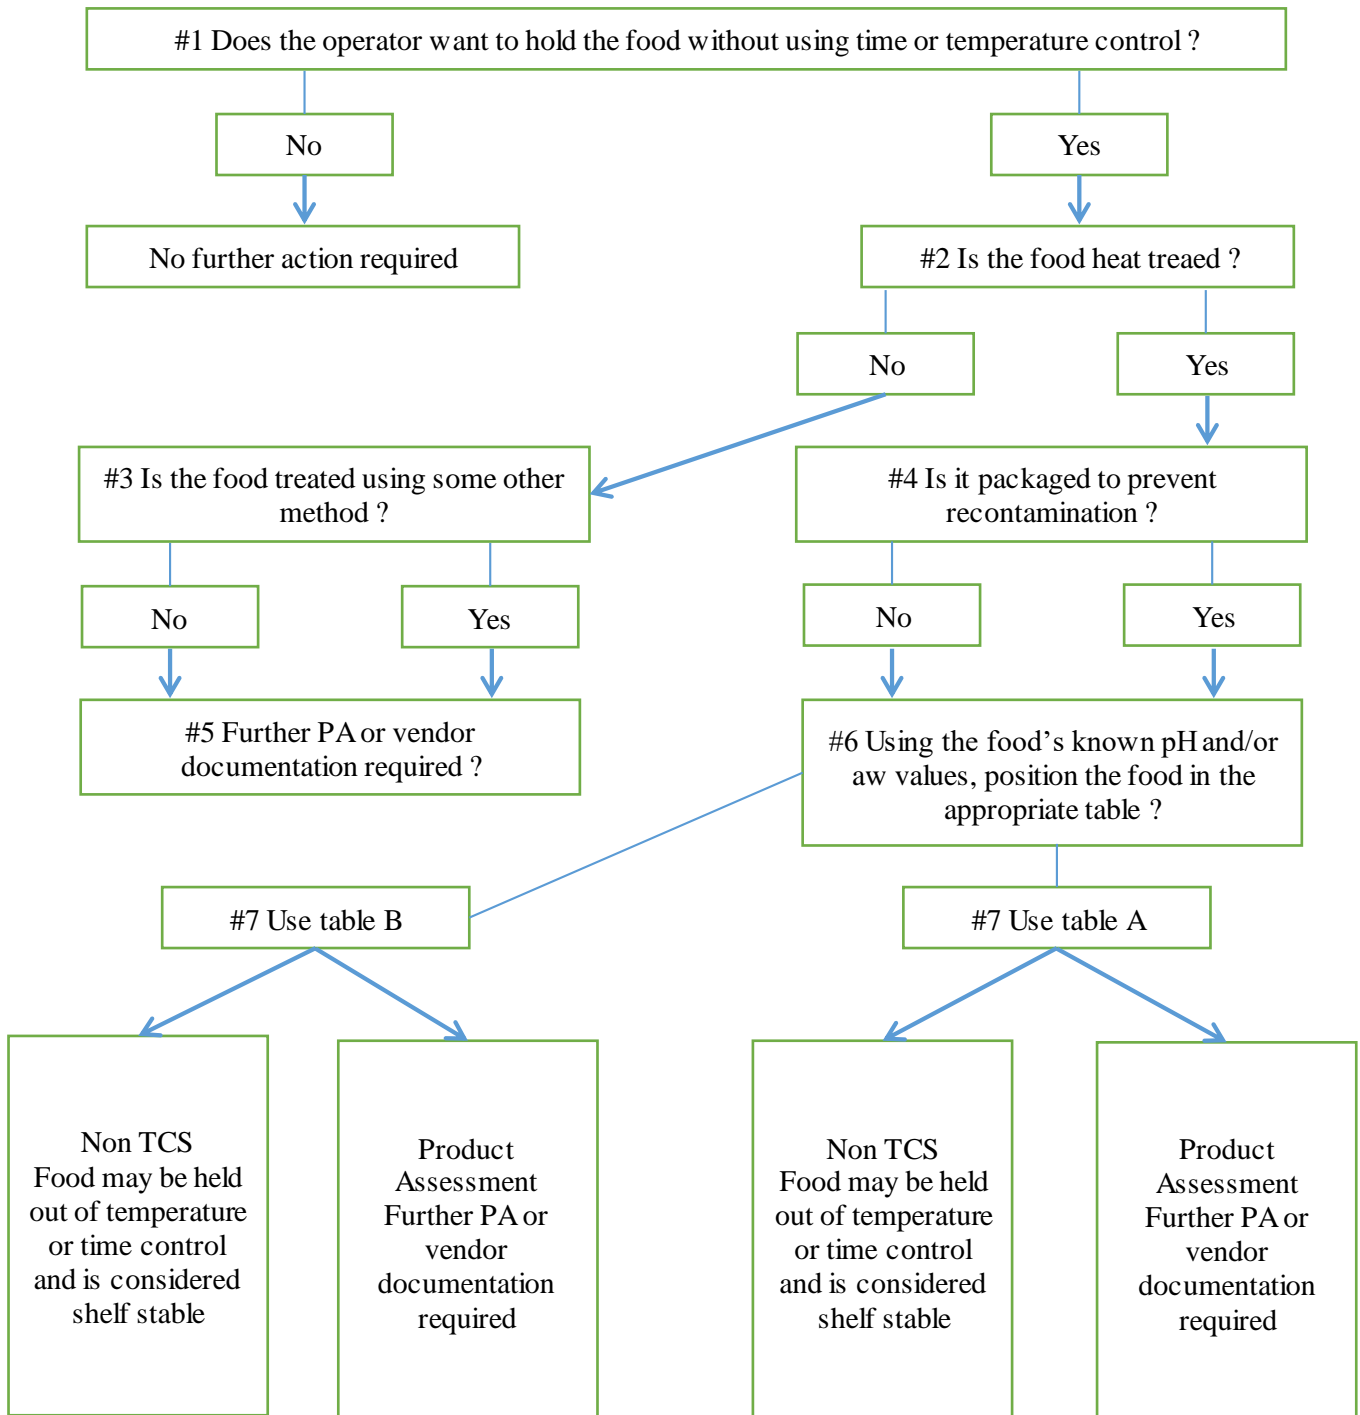 #1 Does the operator want to hold the food without using time or temperature control ?
No
Yes
No further action required
#2 Is the food heat treaed ?
No
Yes
#3 Is the food treated using some other
method ?
#4 Is it packaged to prevent
recontamination ?
No
Yes
No
Yes
#5 Further PA or vendor
documentation required ?
#6 Using the food’s known pH and/or
aw values, position the food in the
appropriate table ?
#7 Use table B
#7 Use table A
Non TCS
Food may be held
out of temperature
or time control
and is considered
shelf stable
Product
Assessment
Further PA or
vendor
documentation
required
Non TCS
Food may be held
out of temperature
or time control
and is considered
shelf stable
Product
Assessment
Further PA or
vendor
documentation
required